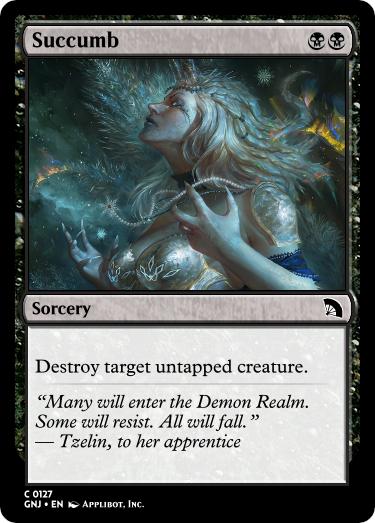 Succumb
Sorcery
Destroy target untapped creature.
“Many will enter the Demon Realm.
Some will resist. All will fall.”
— Tzelin, to her apprentice
C 0127
GNJ • EN Applibot, Inc.